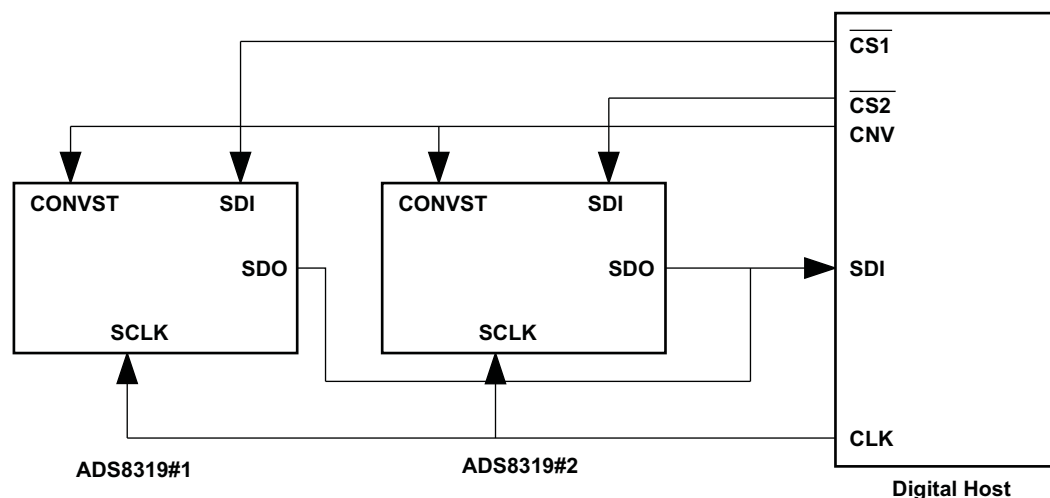 CS1
CS2
CNV
CONVST SDI
CONVST SDI
SDO
SDO
SDI
SCLK
SCLK
CLK
ADS8319#1
ADS8319#2
Digital Host